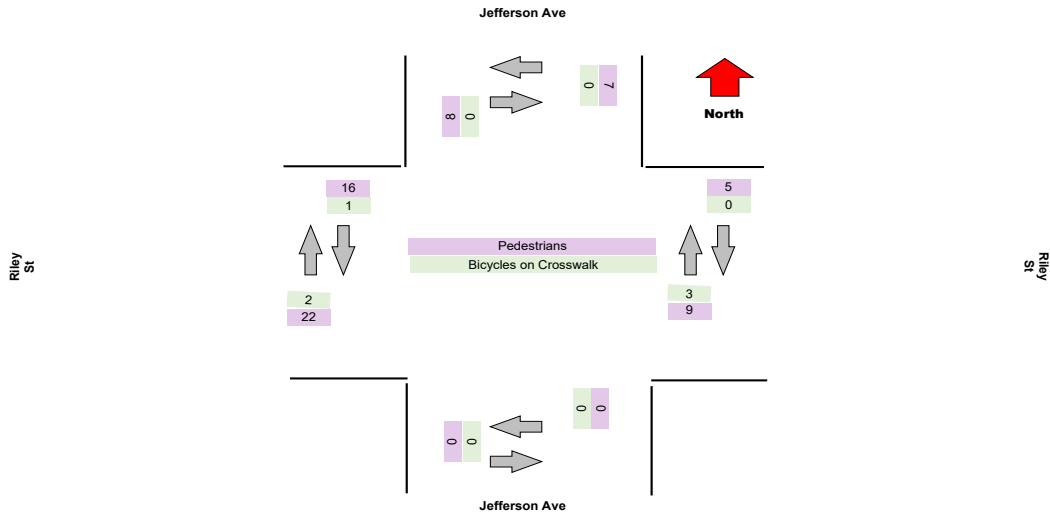 Jefferson Ave
0 7
8 0
North
16
1
5
0
Pedestrians
Bicycles on Crosswalk
Riley
St
Riley
St
2
22
3
9
0 0
0 0
Jefferson Ave